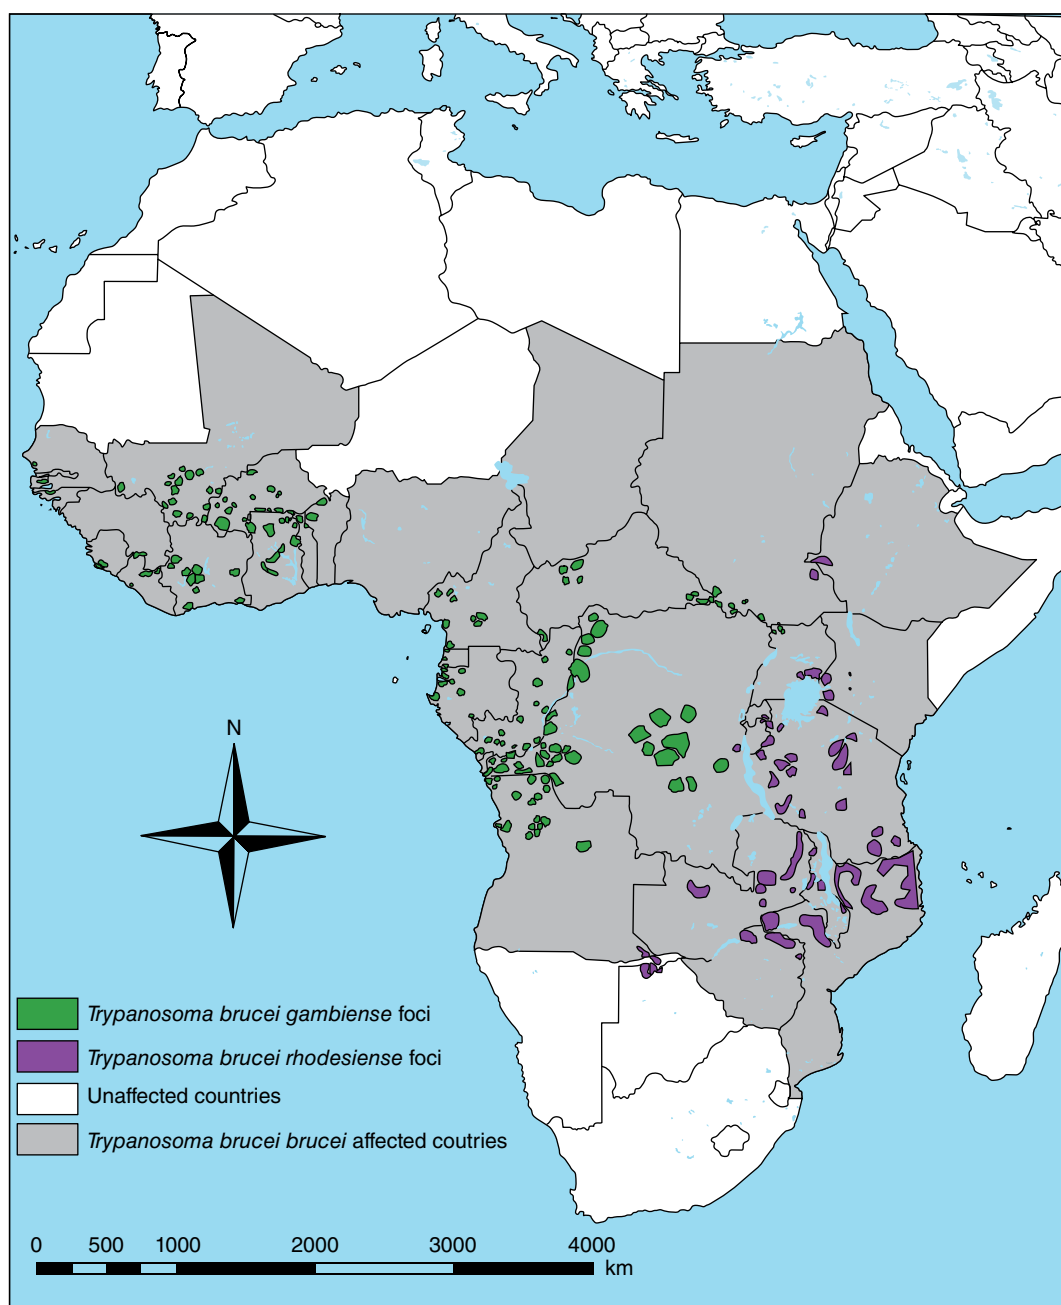 N
Trypanosoma brucei gambiense foci
Trypanosoma brucei rhodesiense foci
Unaffected countries
Trypanosoma brucei brucei affected coutries
0 500 1000 2000 3000 4000
km